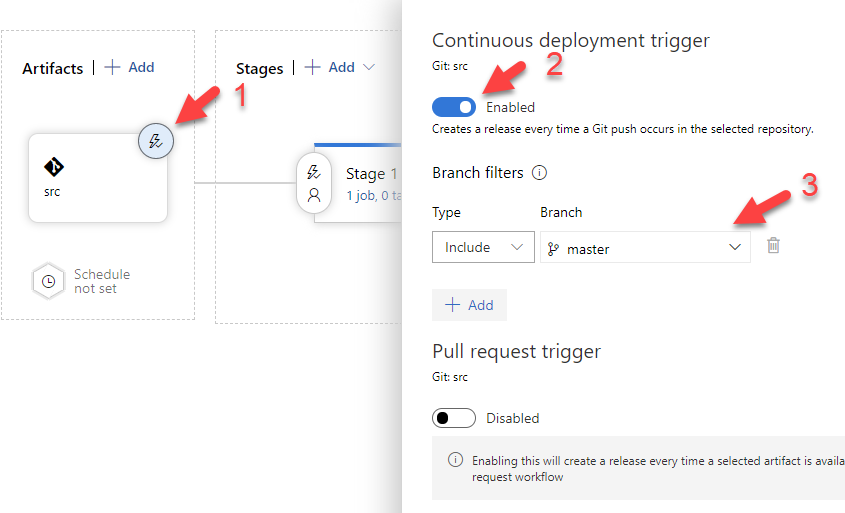 Artifacts
Add
1
src
Schedule
not set
Stages
Add
Stage 1
1 job, 0 ta
Continuous deployment trigger
Git: src
2
Enabled
Creates a release every time a Git push occurs in the selected repository.
Branch filters
3
Type
Branch
Include
master
Add
Pull request trigger
Git: src
Disabled
Enabling this will create a release every time a selected artifact is availa
request workflow